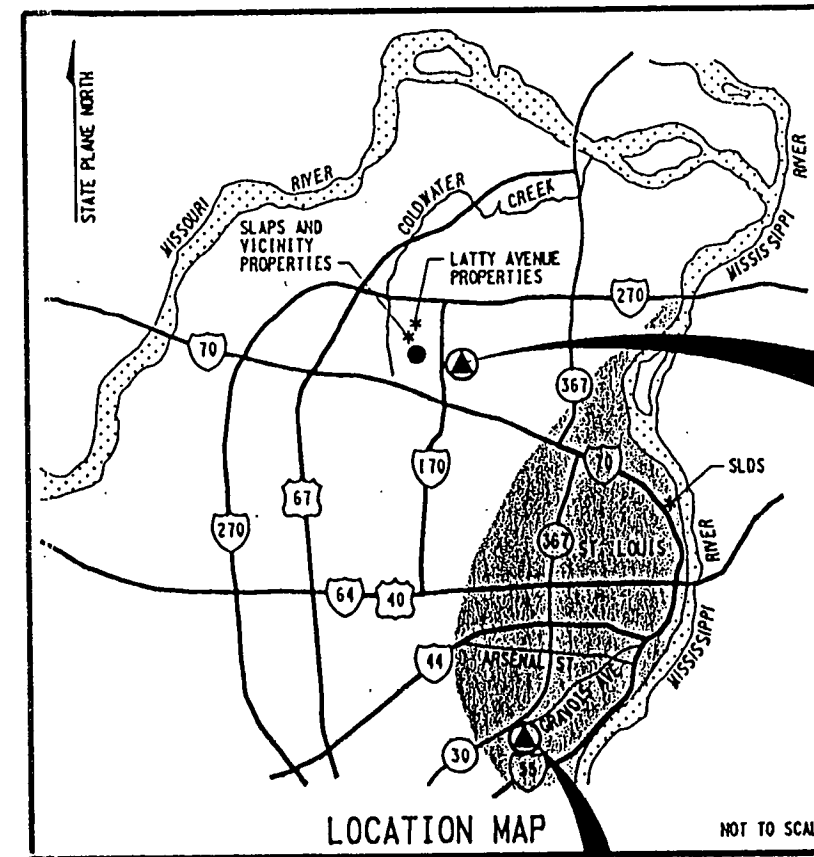 STATE PLANE NORTH
MISSOURI
RIVER
COLDWATER
CREEK
SLAPS AND
VICINITY
PROPERTIES
LATTY AVENUE
PROPERTIES
MISSISSIPPI
RIVER
270
70
367
170
70
SLDS
67
270
367
ST LOUIS
RIVER
64
40
MISSISSIPPI
44
ARSENAL ST
GRAVOIS AVE
30
55
LOCATION MAP
NOT TO SCAL